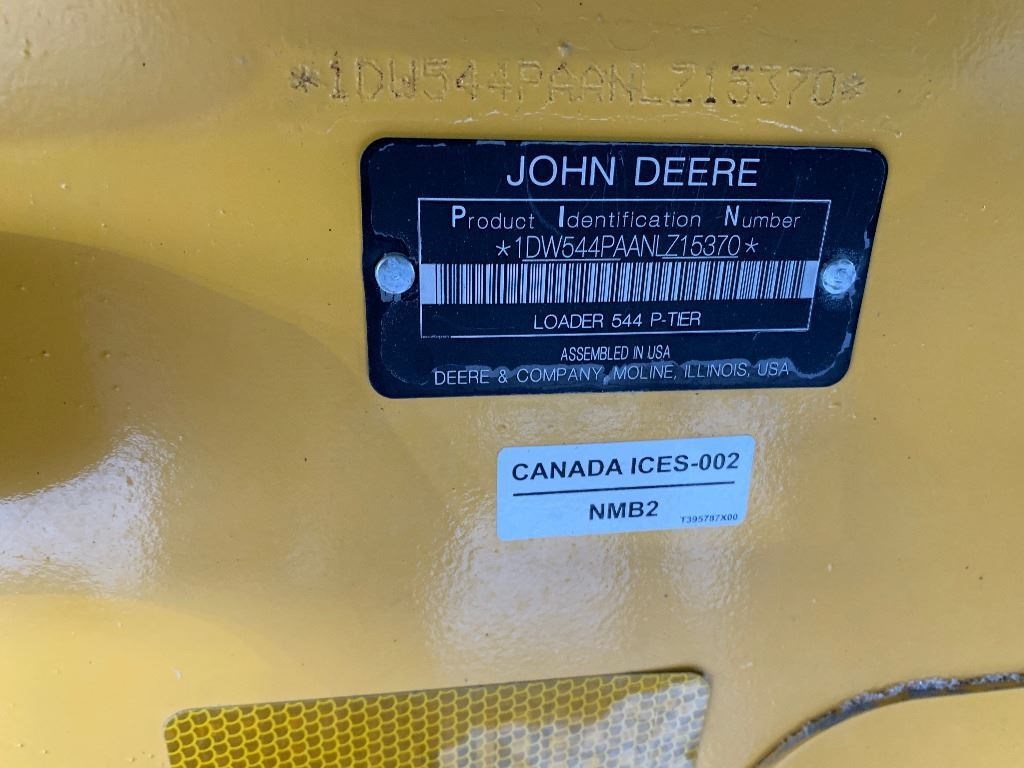 *1DW544PAANLZ15370*
JOHN DEERE
Product Identification Number
*1DW544PAANLZ15370*
LOADER 544 P-TIER
ASSEMBLED IN USA
DEERE & COMPANY, MOLINE, ILLINOIS, USA
CANADA ICES-002
NMB2
T395787X00